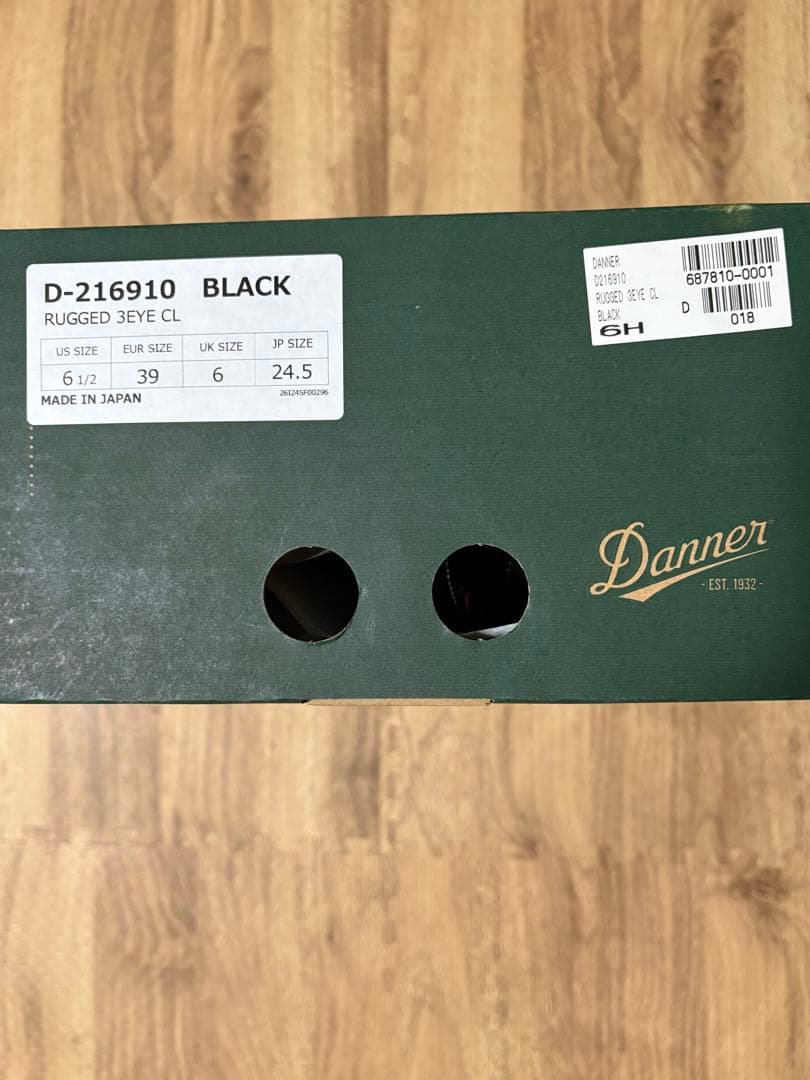 D-216910 BLACK
RUGGED 3EYE CL
US SIZE EUR SIZE UK SIZE JP SIZE
6 1/2 39 6 24.5
MADE IN JAPAN 26I24SF00296
DANNER
D216910
RUGGED 3EYE CL
BLACK
6H
687810-0001
D
018
Danner
- EST. 1932 -